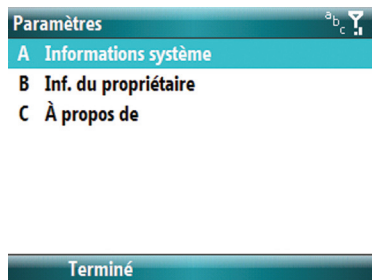 Paramètres abc
A Informations système
B Inf. du propriétaire
C À propos de
Terminé